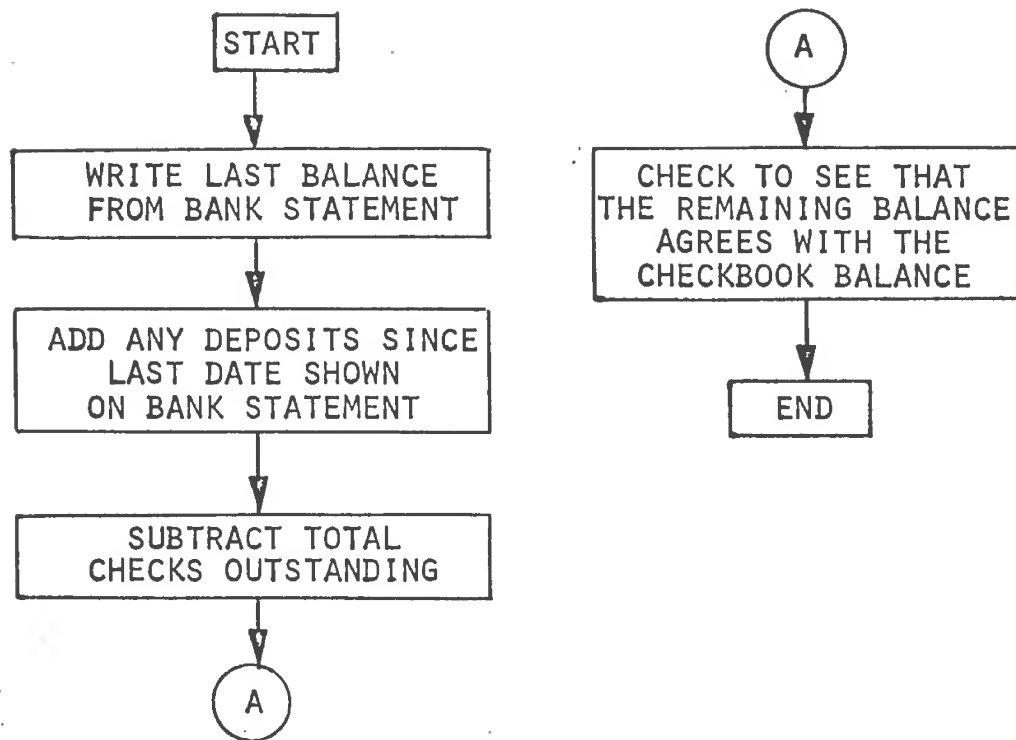 START
WRITE LAST BALANCE
FROM BANK STATEMENT
ADD ANY DEPOSITS SINCE
LAST DATE SHOWN
ON BANK STATEMENT
SUBTRACT TOTAL
CHECKS OUTSTANDING
A
A
CHECK TO SEE THAT
THE REMAINING BALANCE
AGREES WITH THE
CHECKBOOK BALANCE
END